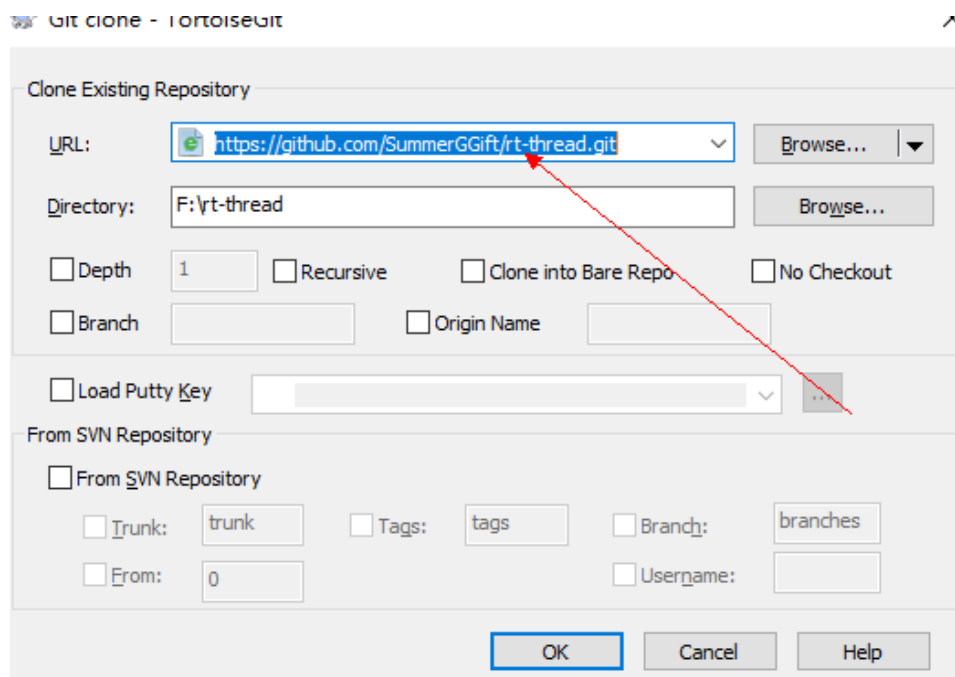 Git clone - TortoiseGit
Clone Existing Repository
URL: https://github.com/SummerGGift/rt-thread.git Browse...
Directory: F:\rt-thread Browse...
Depth 1 Recursive Clone into Bare Repo No Checkout
Branch Origin Name
Load Putty Key ...
From SVN Repository
From SVN Repository
Trunk: trunk Tags: tags Branch: branches
From: 0 Username:
OK Cancel Help